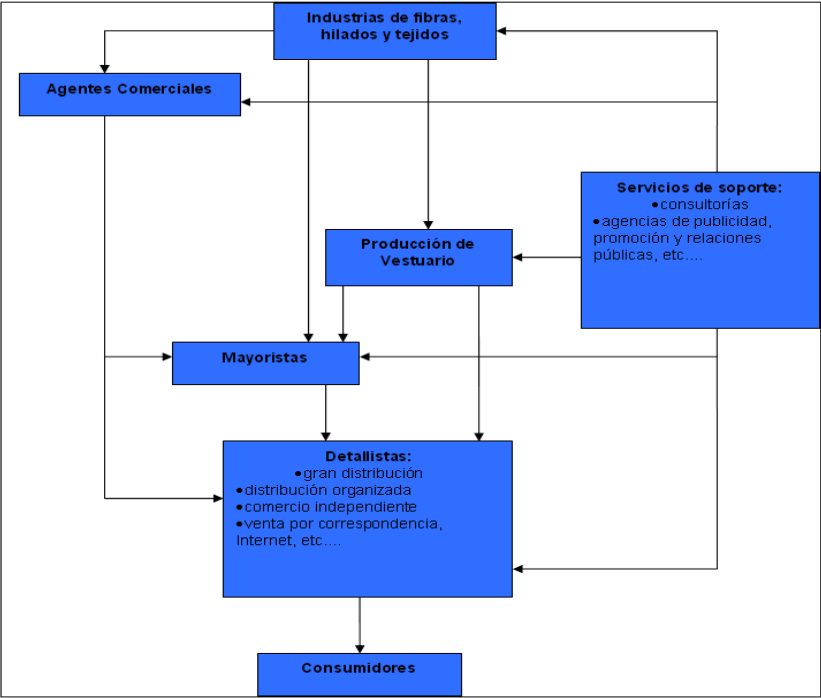 Industrias de fibras,
hilados y tejidos
Agentes Comerciales
Servicios de soporte:
•consultorías
•agencias de publicidad,
promoción y relaciones
públicas, etc....
Producción de
Vestuario
Mayoristas
Detallistas:
•gran distribución
•distribución organizada
•comercio independiente
•venta por correspondencia,
Internet, etc....
Consumidores